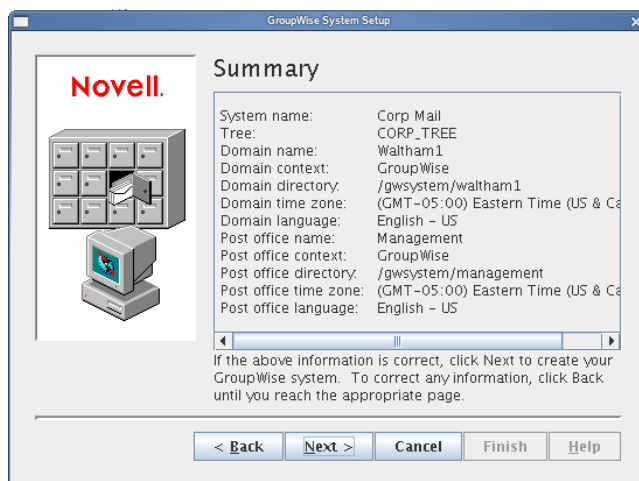 GroupWise System Setup
Novell.
Summary
System name: Corp Mail
Tree: CORP_TREE
Domain name: Waltham1
Domain context: GroupWise
Domain directory: /gwsystem/waltham1
Domain time zone: (GMT-05:00) Eastern Time (US & Ca
Domain language: English - US
Post office name: Management
Post office context: GroupWise
Post office directory: /gwsystem/management
Post office time zone: (GMT-05:00) Eastern Time (US & Ca
Post office language: English - US
If the above information is correct, click Next to create your
GroupWise system. To correct any information, click Back
until you reach the appropriate page.
< Back Next > Cancel Finish Help